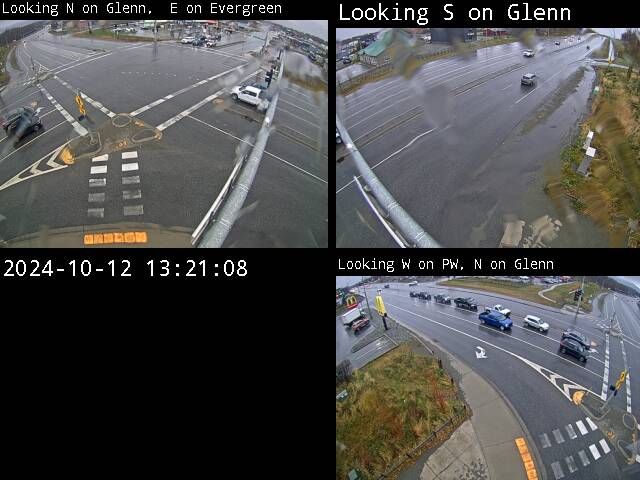 Looking N on Glenn,  E on Evergreen
Looking S on Glenn
2024-10-12 13:21:08
Looking W on PW, N on Glenn